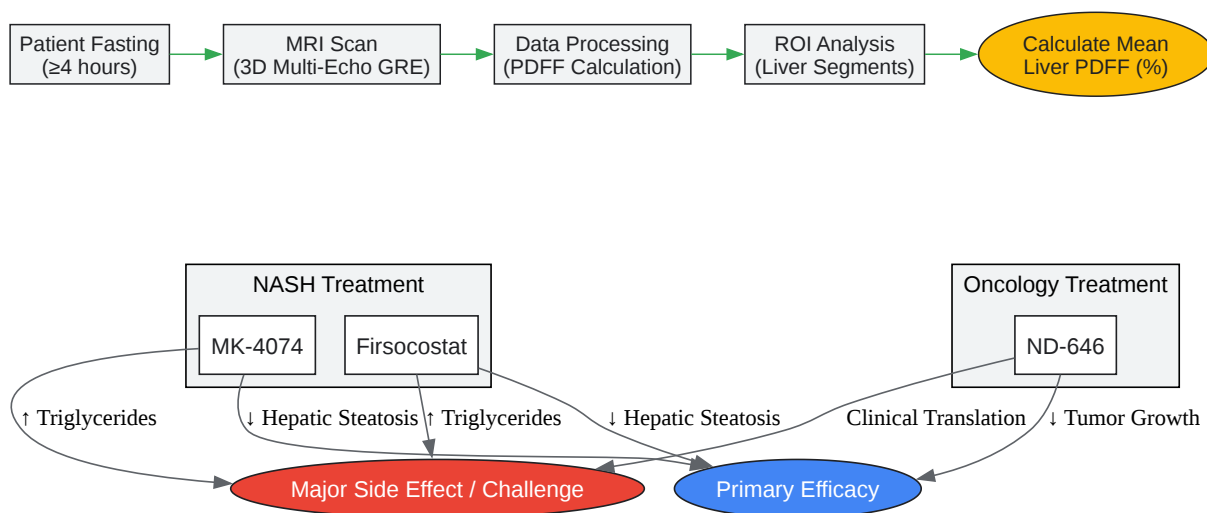 Patient Fasting
(≥4 hours)
MRI Scan
(3D Multi-Echo GRE)
Data Processing
(PDFF Calculation)
ROI Analysis
(Liver Segments)
Calculate Mean
Liver PDFF (%)
NASH Treatment
Oncology Treatment
MK-4074
Firsocostat
ND-646
↑ Triglycerides
↓ Hepatic Steatosis
↑ Triglycerides
↓ Hepatic Steatosis
Clinical Translation
↓ Tumor Growth
Major Side Effect / Challenge
Primary Efficacy